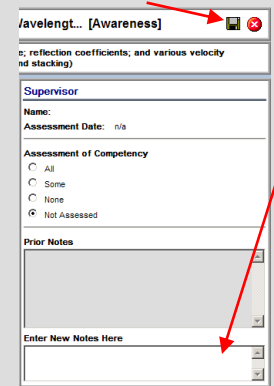 Wavelengt... [Awareness]
e; reflection coefficients; and various velocity
nd stacking)
Supervisor
Name:
Assessment Date: n/a
Assessment of Competency
All
Some
None
Not Assessed
Prior Notes
Enter New Notes Here